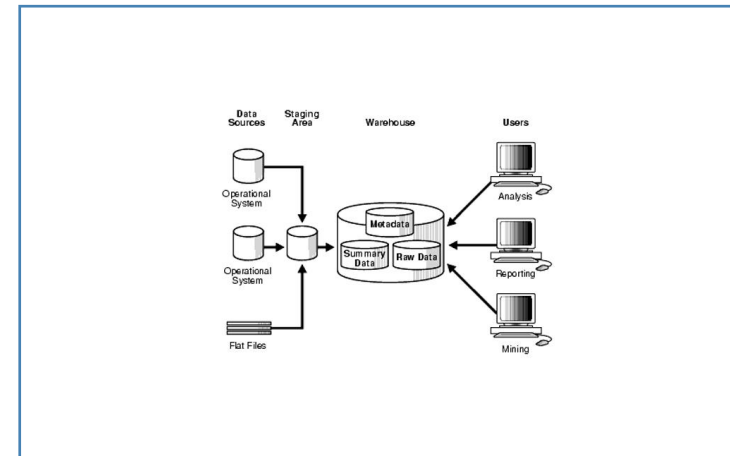 Data
Sources
Staging
Area
Warehouse
Users
Operational
System
Analysis
Metadata
Summary
Data
Raw Data
Operational
System
Reporting
Flat Files
Mining